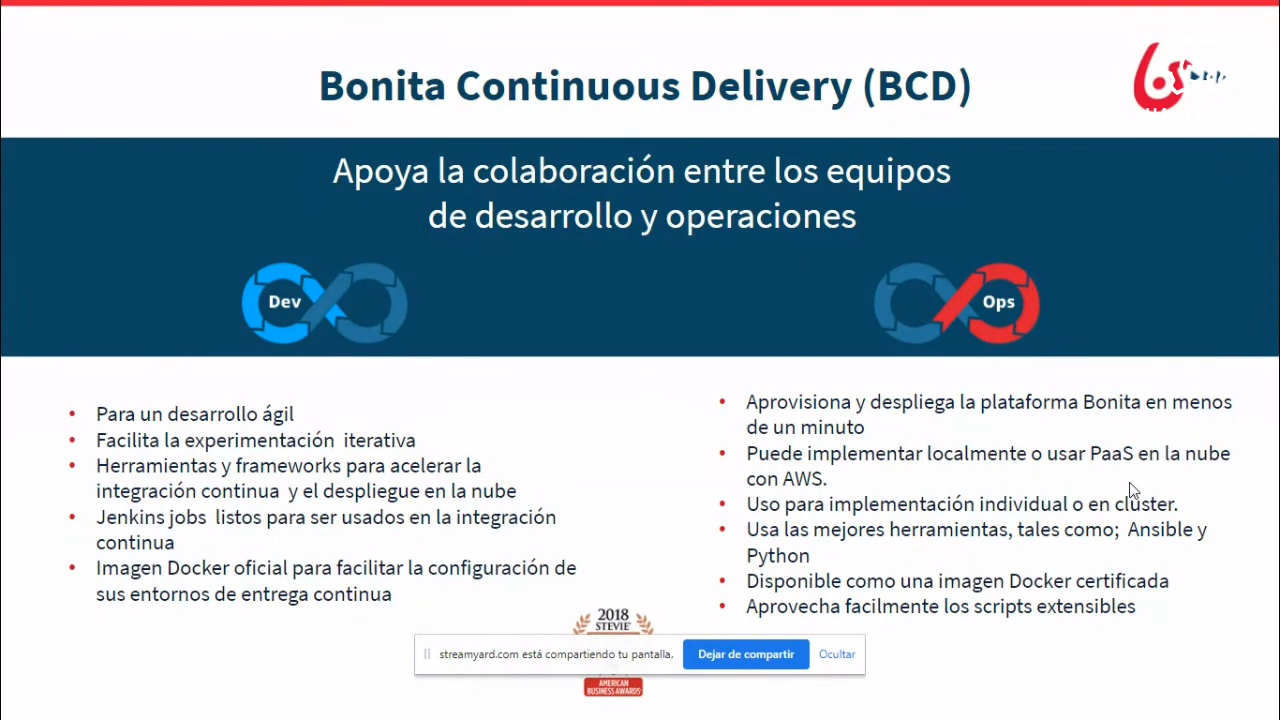 Bonita Continuous Delivery (BCD)
Apoya la colaboración entre los equipos
de desarrollo y operaciones
Dev
Ops
• Para un desarrollo ágil
• Facilita la experimentación iterativa
• Herramientas y frameworks para acelerar la
integración continua y el despliegue en la nube
• Jenkins jobs listos para ser usados en la integración
continua
• Imagen Docker oficial para facilitar la configuración de
sus entornos de entrega continua
• Aprovisiona y despliega la plataforma Bonita en menos
de un minuto
• Puede implementar localmente o usar PaaS en la nube
con AWS.
• Uso para implementación individual o en cluster.
• Usa las mejores herramientas, tales como; Ansible y
Python
• Disponible como una imagen Docker certificada
• Aprovecha facilmente los scripts extensibles
2018
STEVIE
streamyard.com está compartiendo tu pantalla.
Dejar de compartir
Ocultar
AMERICAN
BUSINESS AWARDS